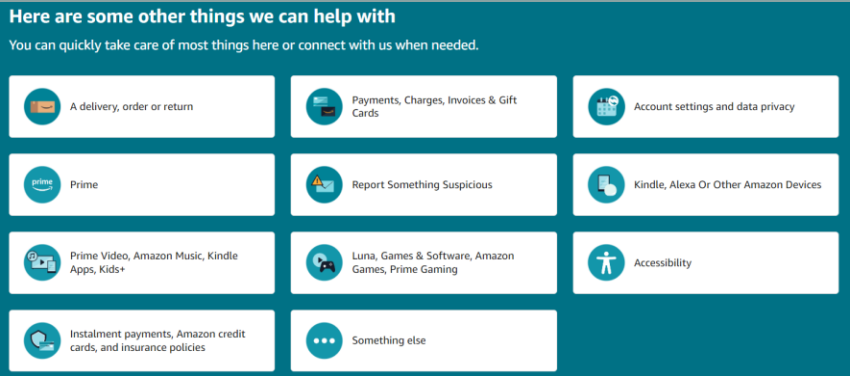 Here are some other things we can help with
You can quickly take care of most things here or connect with us when needed.
A delivery, order or return
Payments, Charges, Invoices & Gift
Cards
Account settings and data privacy
prime
Prime
Report Something Suspicious
Kindle, Alexa Or Other Amazon Devices
Prime Video, Amazon Music, Kindle
Apps, Kids+
Luna, Games & Software, Amazon
Games, Prime Gaming
Accessibility
Instalment payments, Amazon credit
cards, and insurance policies
Something else